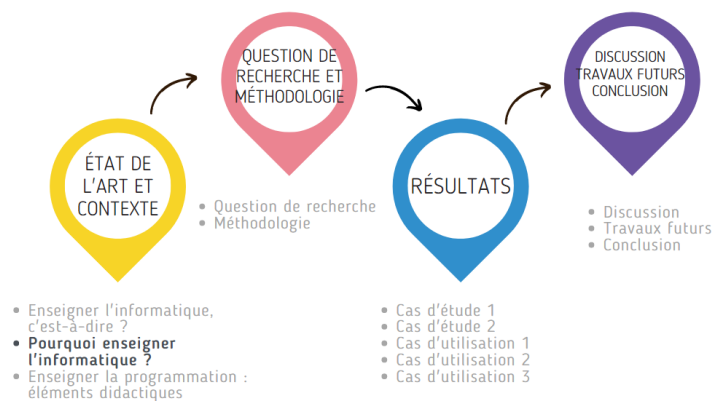 ÉTAT DE
L'ART ET
CONTEXTE
• Enseigner l'informatique,
c'est-à-dire ?
• Pourquoi enseigner
l'informatique ?
• Enseigner la programmation :
éléments didactiques
QUESTION DE
RECHERCHE ET
MÉTHODOLOGIE
• Question de recherche
• Méthodologie
RÉSULTATS
• Cas d'étude 1
• Cas d'étude 2
• Cas d'utilisation 1
• Cas d'utilisation 2
• Cas d'utilisation 3
DISCUSSION
TRAVAUX FUTURS
CONCLUSION
• Discussion
• Travaux futurs
• Conclusion